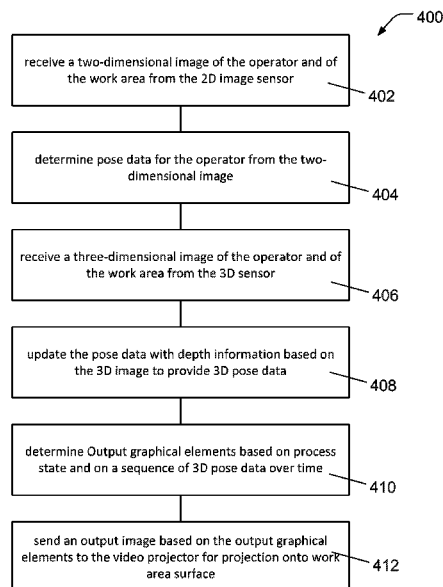 400
receive a two-dimensional image of the operator and of
the work area from the 2D image sensor
402
determine pose data for the operator from the two-
dimensional image
404
receive a three-dimensional image of the operator and of
the work area from the 3D sensor
406
update the pose data with depth information based on
the 3D image to provide 3D pose data
408
determine Output graphical elements based on process
state and on a sequence of 3D pose data over time
410
send an output image based on the output graphical
elements to the video projector for projection onto work
area surface
412